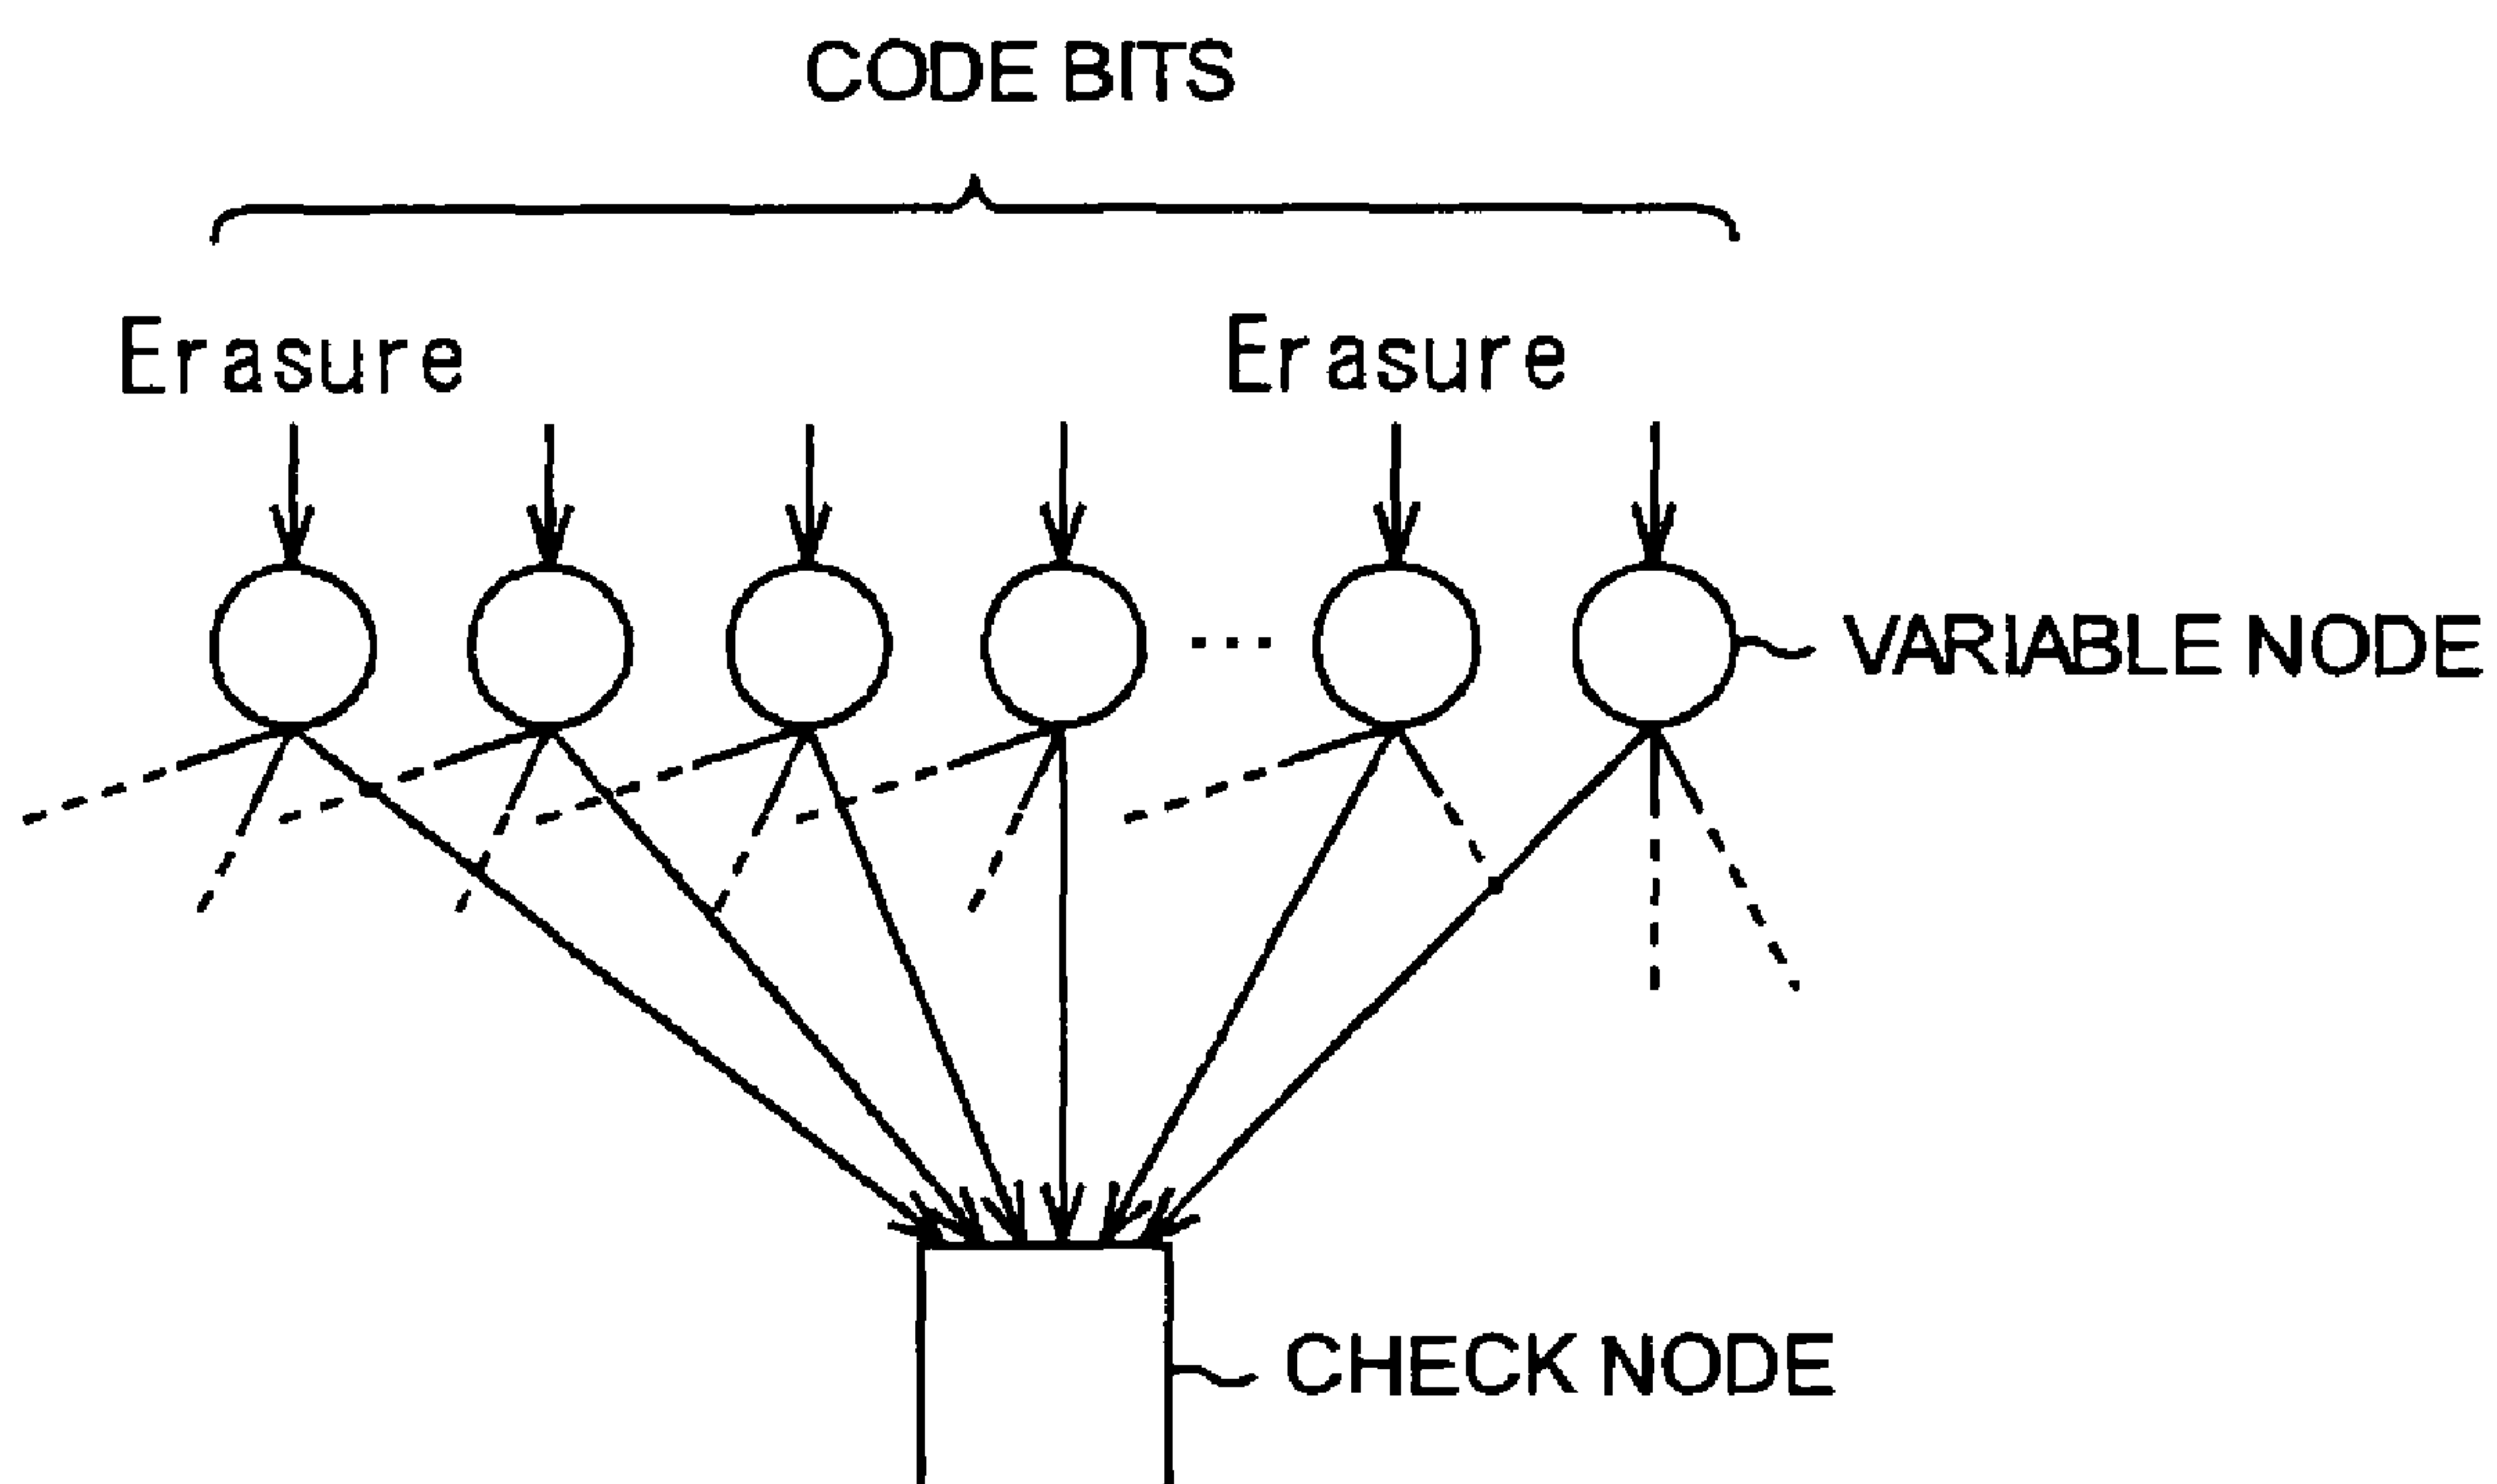 CODE BITS
Erasure Erasure
VARIABLE NODE
CHECK NODE